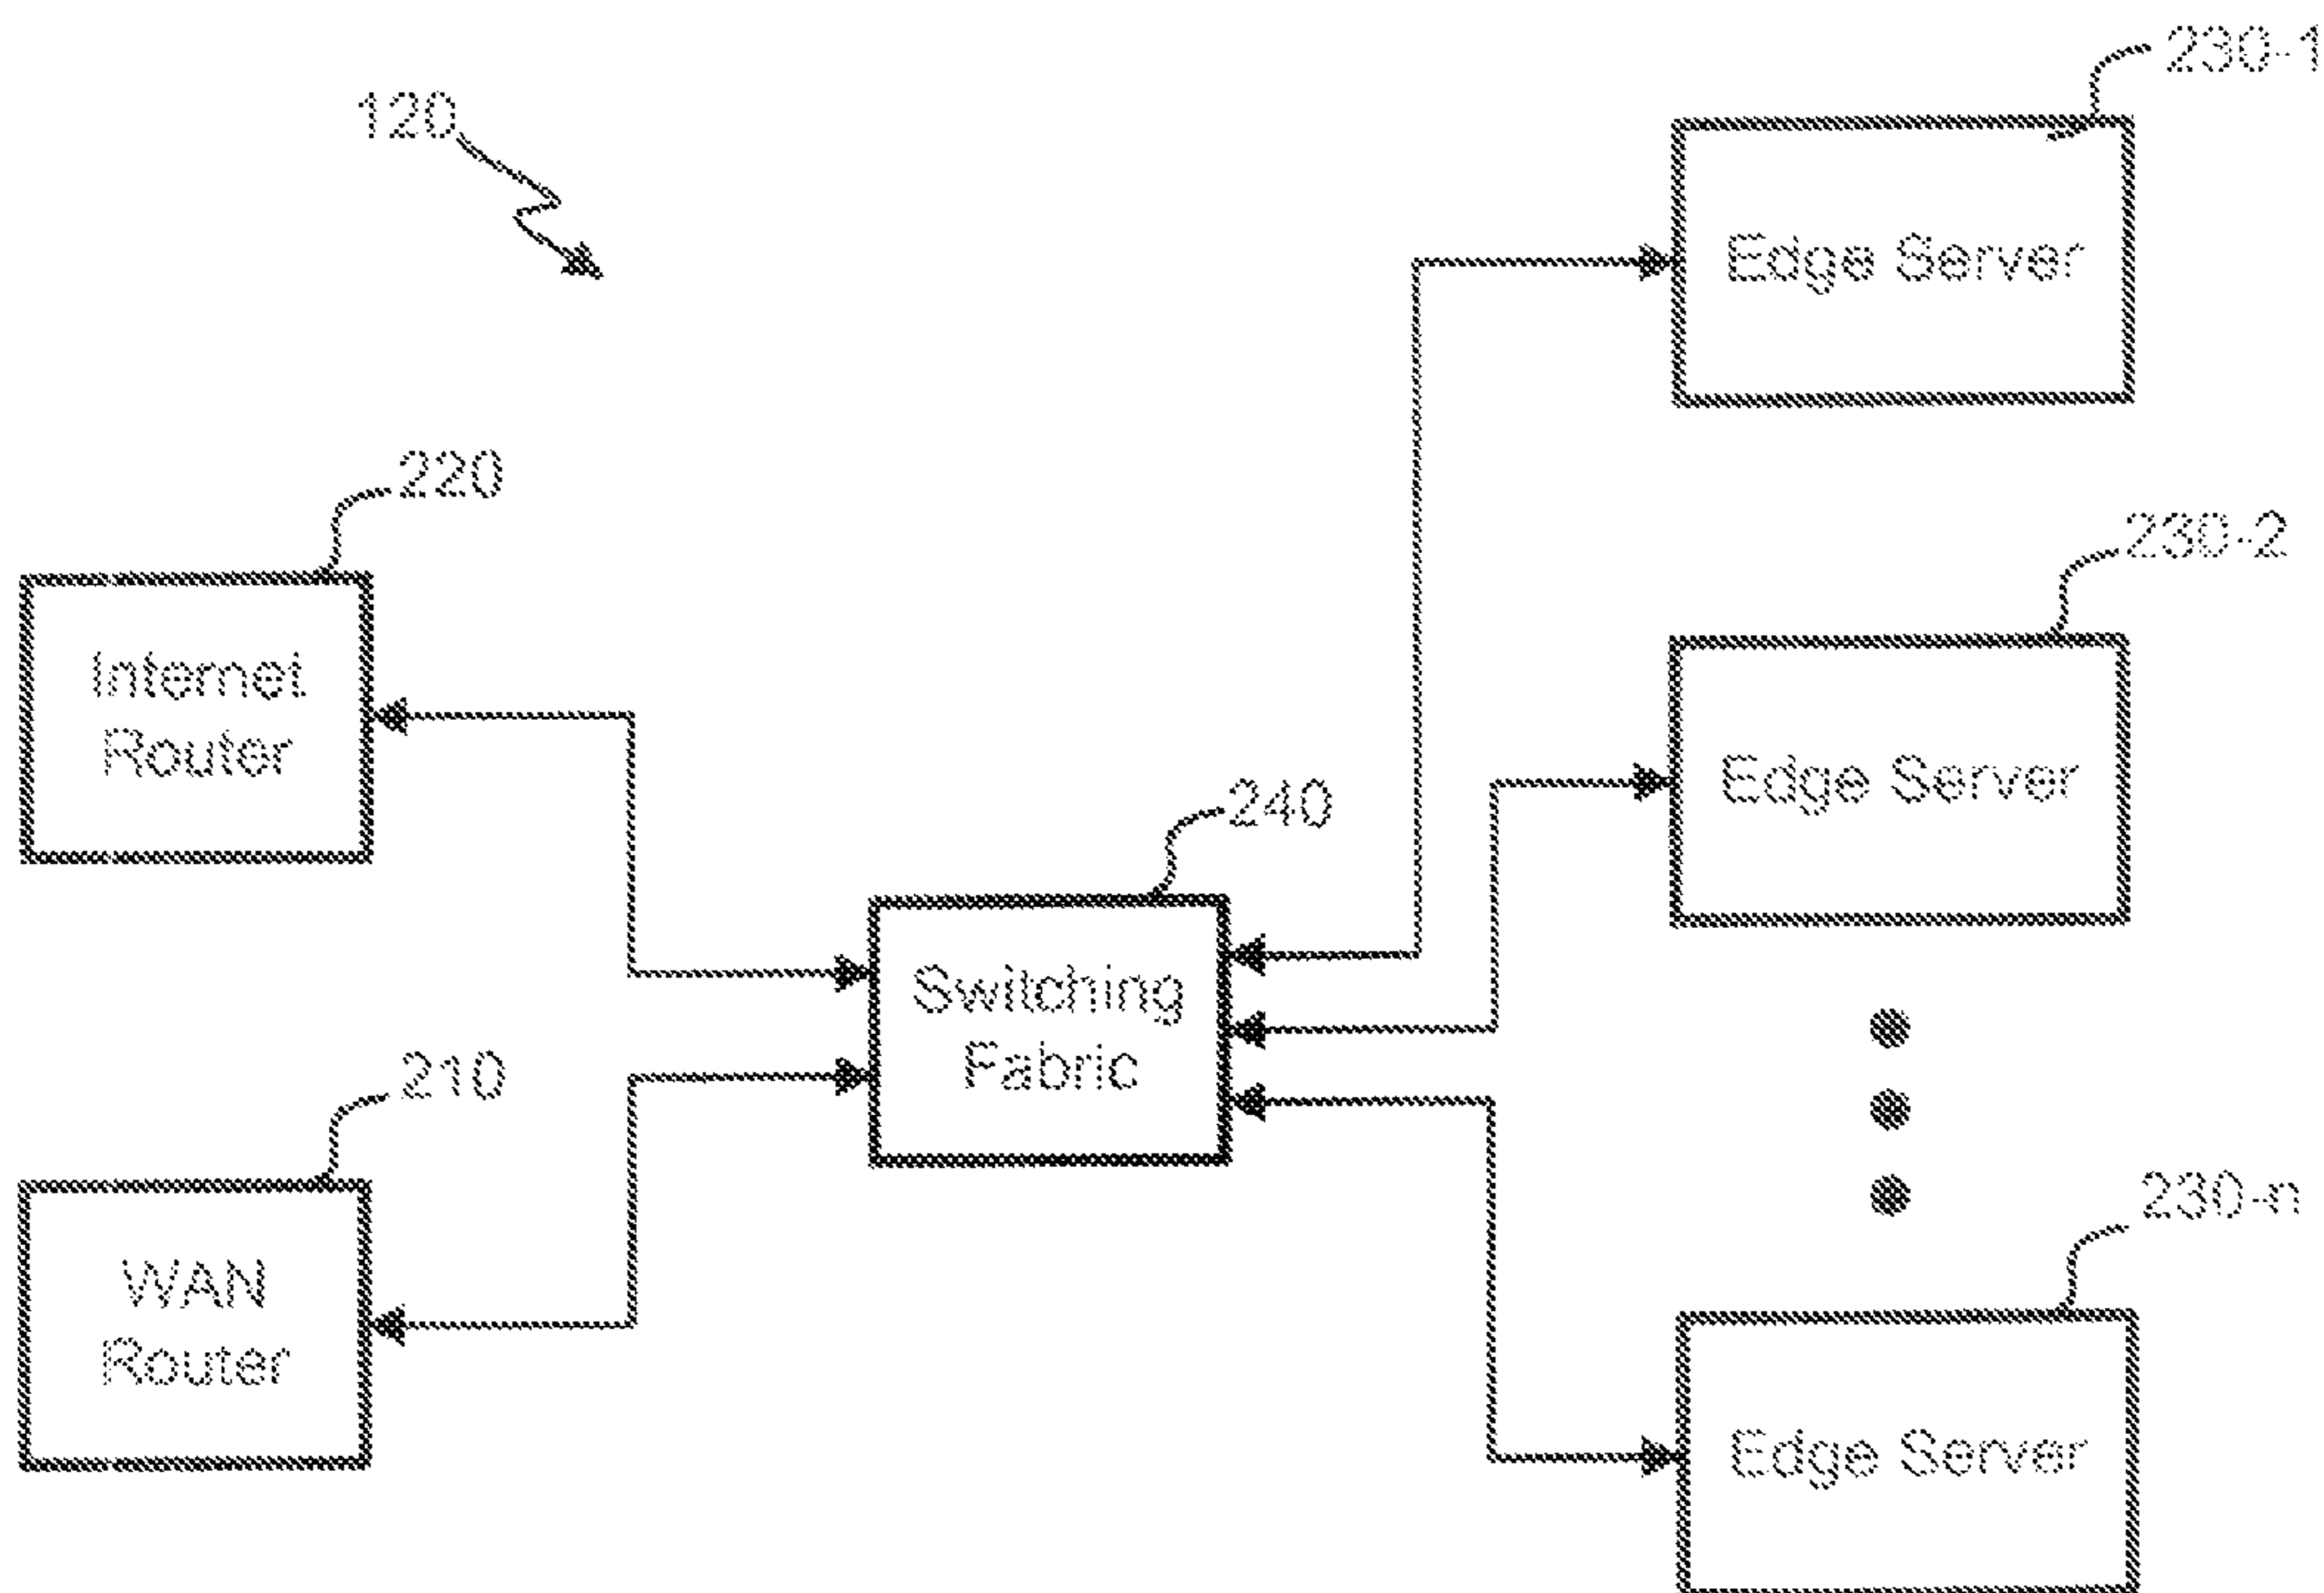 230-1
120
Edge Server
220
230-2
Internet
Router
Edge Server
240
Switching
Fabric
210
230-n
WAN
Router
Edge Server